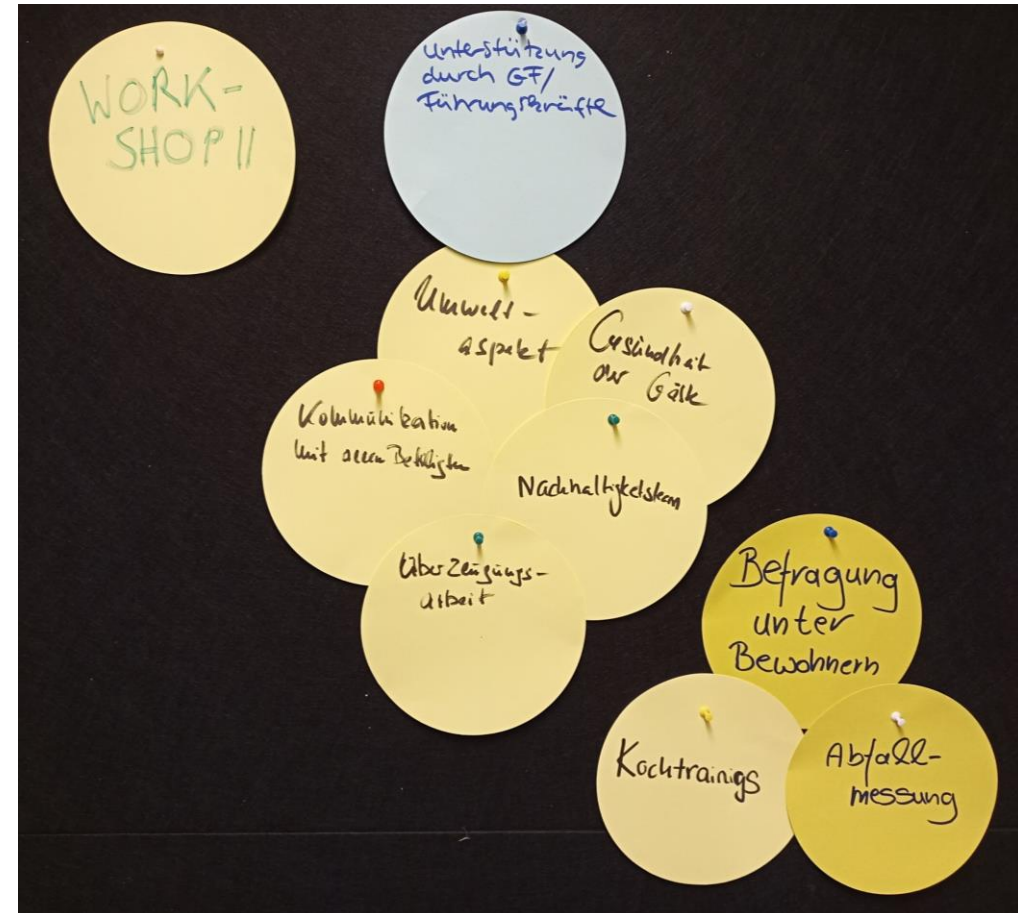 WORK-
SHOP II
Unterstützung
durch GF/
Führungskräfte
Umwelt-
aspekt
Gesundheit
der Gäste
Kommunikation
mit allen Beteiligten
Nachhaltigkeitsteam
Überzeugungs-
arbeit
Befragung
unter
Bewohnern
Kochtrainigs
Abfall-
messung